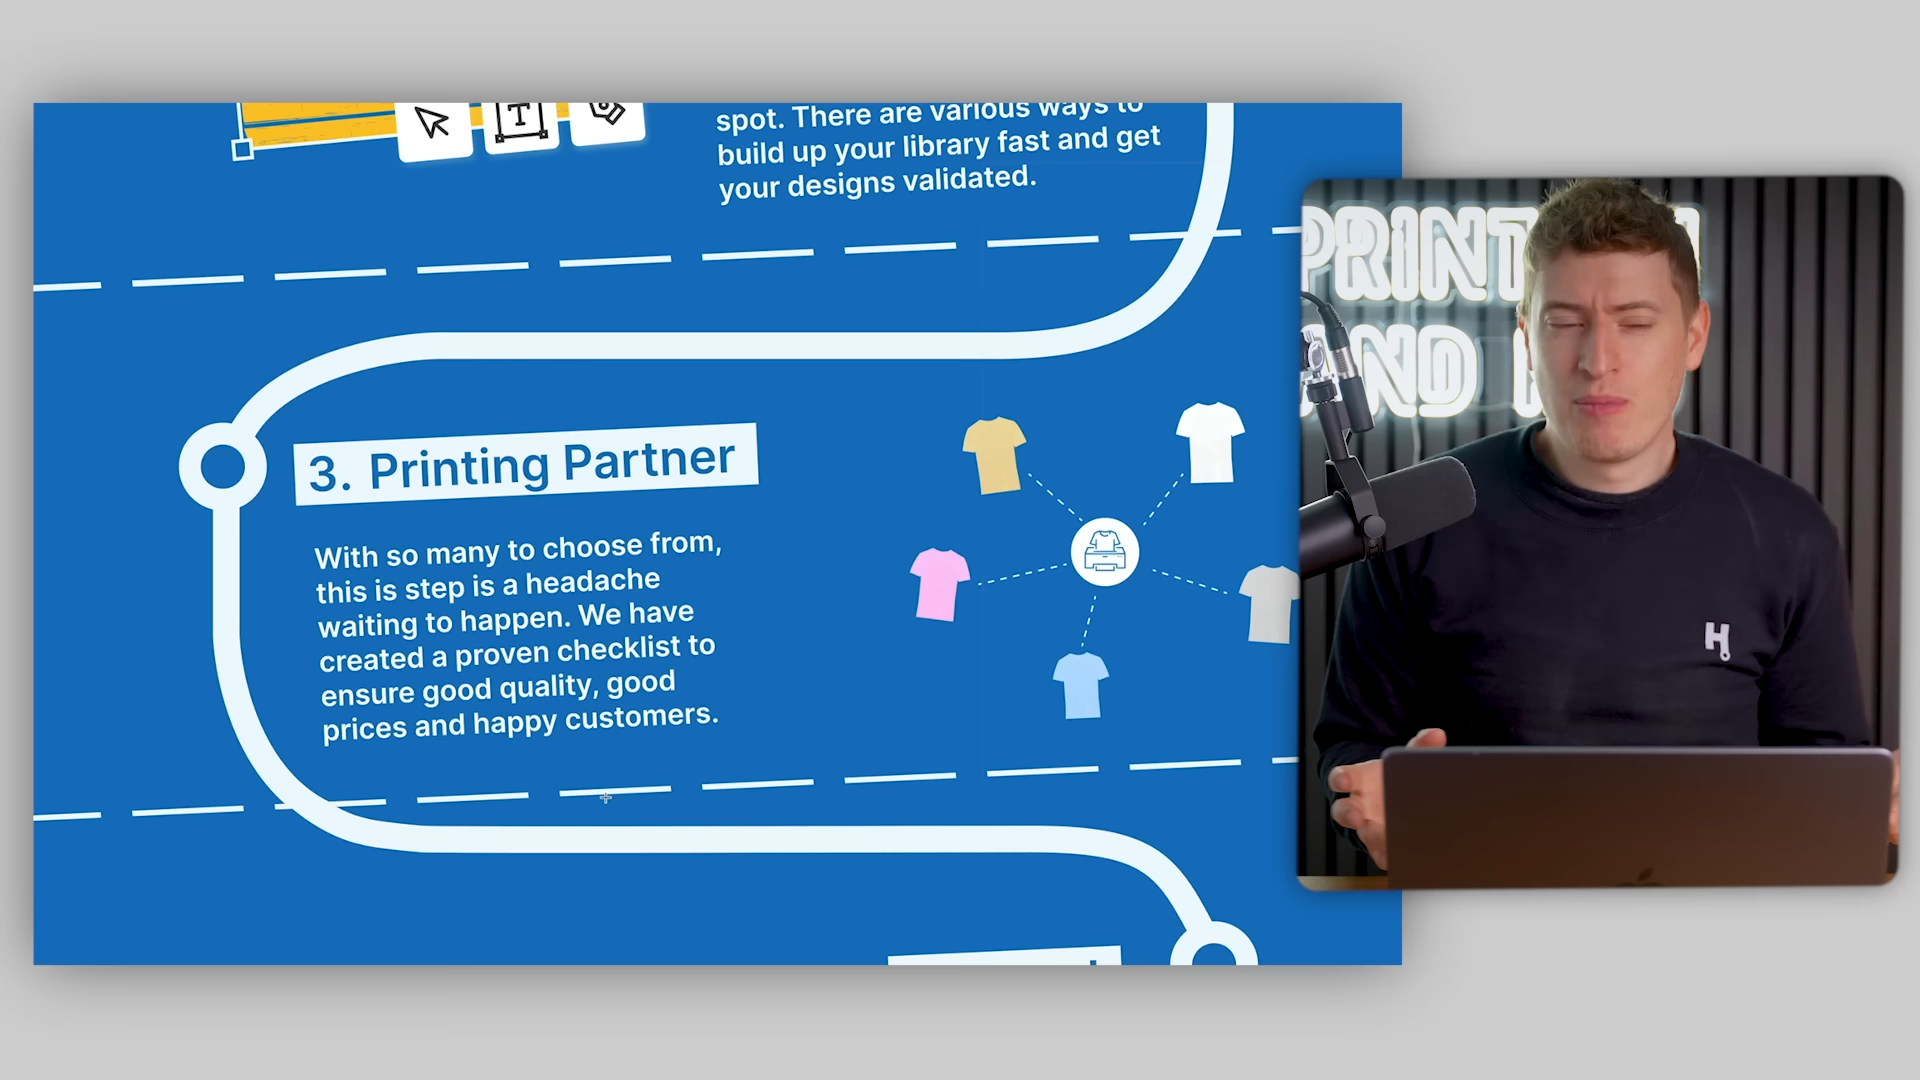 spot. There are various ways to
build up your library fast and get
your designs validated.
3. Printing Partner
With so many to choose from,
this is step is a headache
waiting to happen. We have
created a proven checklist to
ensure good quality, good
prices and happy customers.
T
PRINT
AND
H